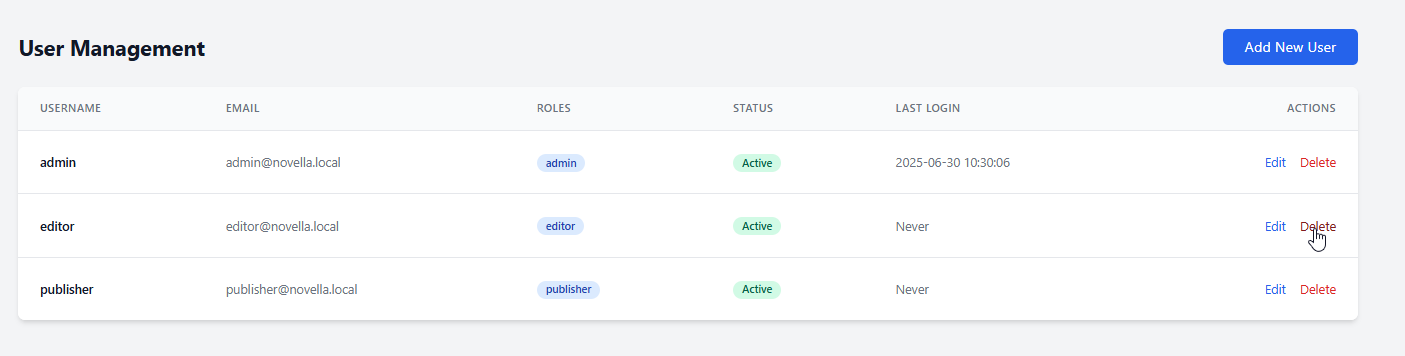 User Management
Add New User
USERNAME EMAIL ROLES STATUS LAST LOGIN ACTIONS
admin admin@novella.local admin Active 2025-06-30 10:30:06 Edit Delete
editor editor@novella.local editor Active Never Edit Delete
publisher publisher@novella.local publisher Active Never Edit Delete